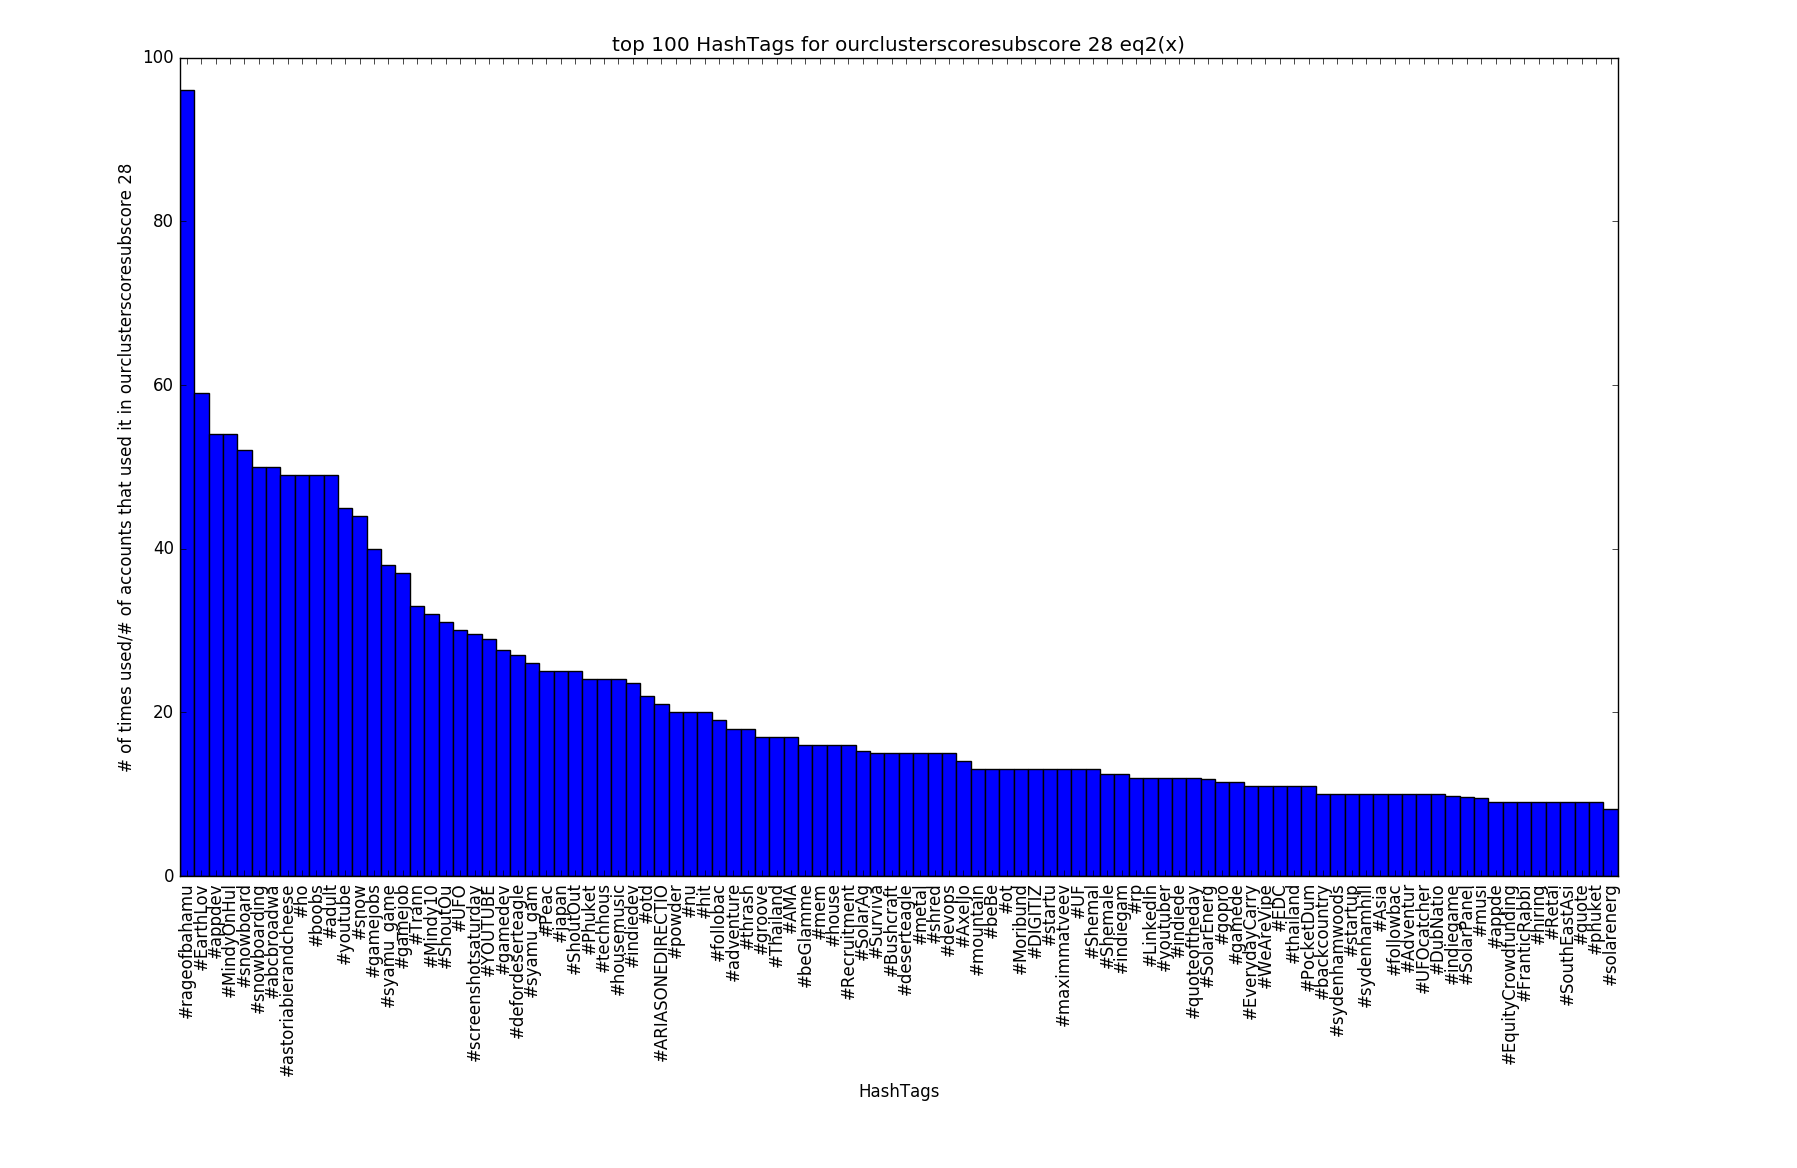 top 100 HashTags for ourclusterscoresubscore 28 eq2(x)
# of times used/# of accounts that used it in ourclusterscoresubscore 28
100
80
60
40
20
0
#rageofbahamu
#EarthLov
#appdev
#MindyOnHul
#snowboard
#snowboarding
#abcbroadwa
#astoriabierandcheese
#ho
#boobs
#adult
#youtube
#snow
#gamejobs
#syamu_game
#gamejob
#Trann
#Mindy10
#ShoutOu
#UFO
#screenshotsaturday
#YOUTUBE
#gamedev
#defordeserteagle
#syamu_gam
#Peac
#Japan
#ShoutOut
#Phuket
#techhous
#housemusic
#indiedev
#otd
#ARIASONEDIRECTIO
#powder
#nu
#hit
#followbac
#adventure
#thrash
#groove
#Thailand
#AMA
#beGlamme
#mem
#house
#Recruitment
#SolarAg
#Surviva
#Bushcraft
#deserteagle
#metal
#shred
#devops
#AxelJo
#mountain
#beBe
#ot
#Moribund
#DIGITIZ
#startu
#maximmatveev
#UF
#Shemal
#Shemale
#indiegam
#rp
#LinkedIn
#youtuber
#indiede
#quoteoftheday
#SolarEnerg
#gopro
#gamede
#EverydayCarry
#WeAreVipe
#EDC
#thailand
#PocketDum
#backcountry
#sydenhamwoods
#startup
#sydenhamhill
#Asia
#followbac
#Adventur
#UFOcatcher
#DubNatio
#indiegame
#SolarPanel
#musi
#appde
#EquityCrowdfunding
#FranticRabbi
#hiring
#Retai
#SouthEastAsi
#quote
#phuket
#solarenerg
HashTags